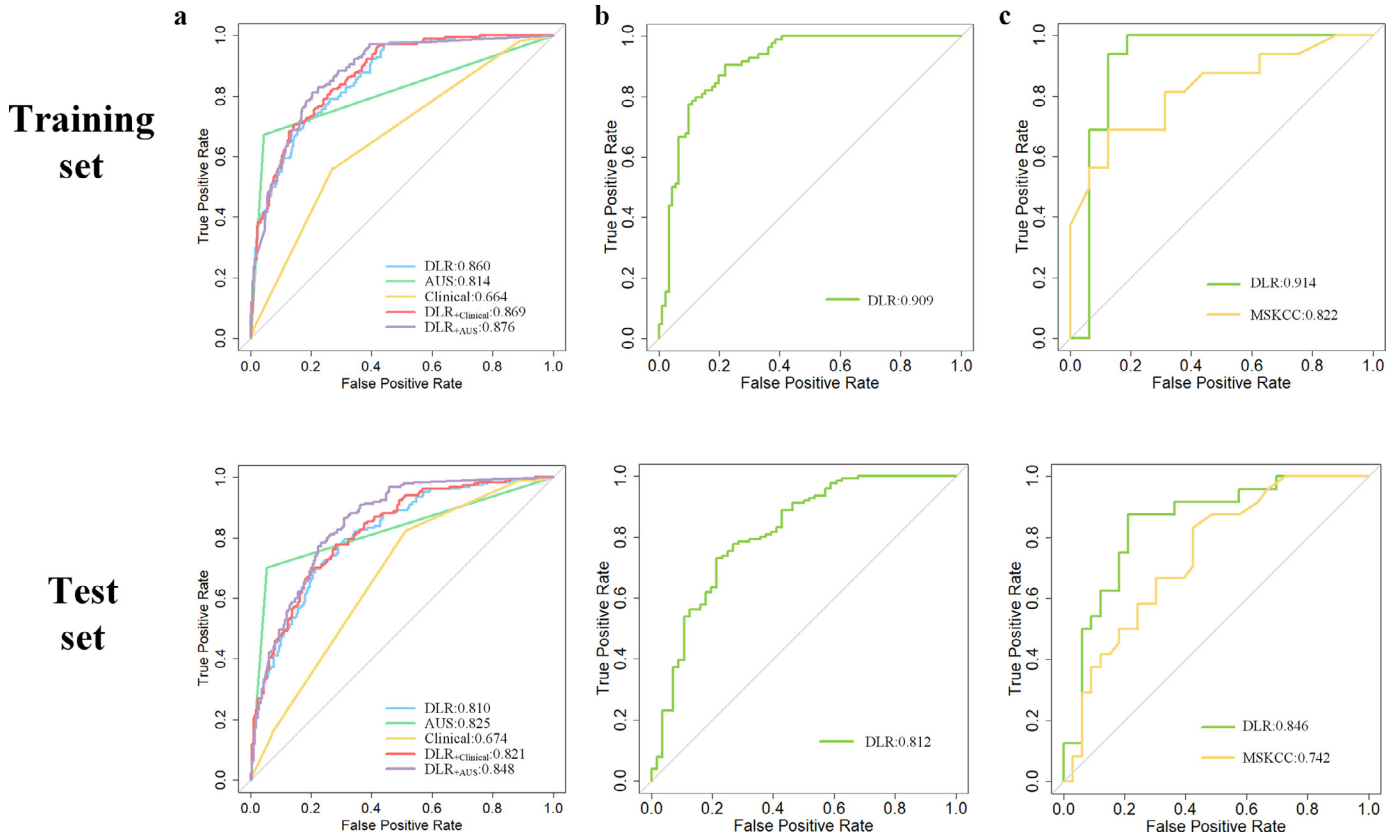 a
b
c
Training
set
True Positive Rate
0.0
0.2
0.4
0.6
0.8
1.0
DLR:0.860
AUS:0.814
Clinical:0.664
DLR+Clinical:0.869
DLR+AUS:0.876
0.0 0.2 0.4 0.6 0.8 1.0
False Positive Rate
True Positive Rate
0.0
0.2
0.4
0.6
0.8
1.0
DLR:0.909
0.0 0.2 0.4 0.6 0.8 1.0
False Positive Rate
True Positive Rate
0.0
0.2
0.4
0.6
0.8
1.0
DLR:0.914
MSKCC:0.822
0.0 0.2 0.4 0.6 0.8 1.0
False Positive Rate
Test
set
True Positive Rate
0.0
0.2
0.4
0.6
0.8
1.0
DLR:0.810
AUS:0.825
Clinical:0.674
DLR+Clinical:0.821
DLR+AUS:0.848
0.0 0.2 0.4 0.6 0.8 1.0
False Positive Rate
True Positive Rate
0.0
0.2
0.4
0.6
0.8
1.0
DLR:0.812
0.0 0.2 0.4 0.6 0.8 1.0
False Positive Rate
True Positive Rate
0.0
0.2
0.4
0.6
0.8
1.0
DLR:0.846
MSKCC:0.742
0.0 0.2 0.4 0.6 0.8 1.0
False Positive Rate